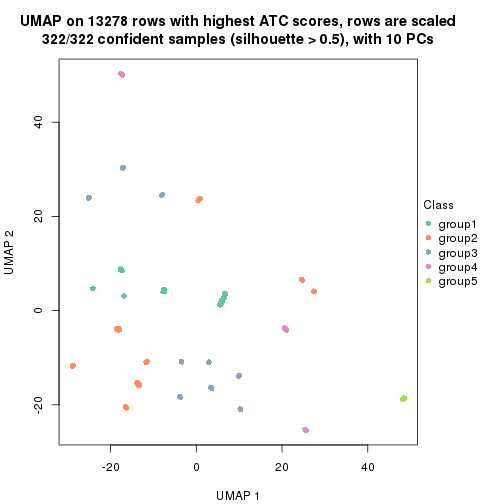 UMAP on 13278 rows with highest ATC scores, rows are scaled
322/322 confident samples (silhouette > 0.5), with 10 PCs
UMAP 2
40
20
0
-20
-20
0
20
40
UMAP 1
Class
group1
group2
group3
group4
group5